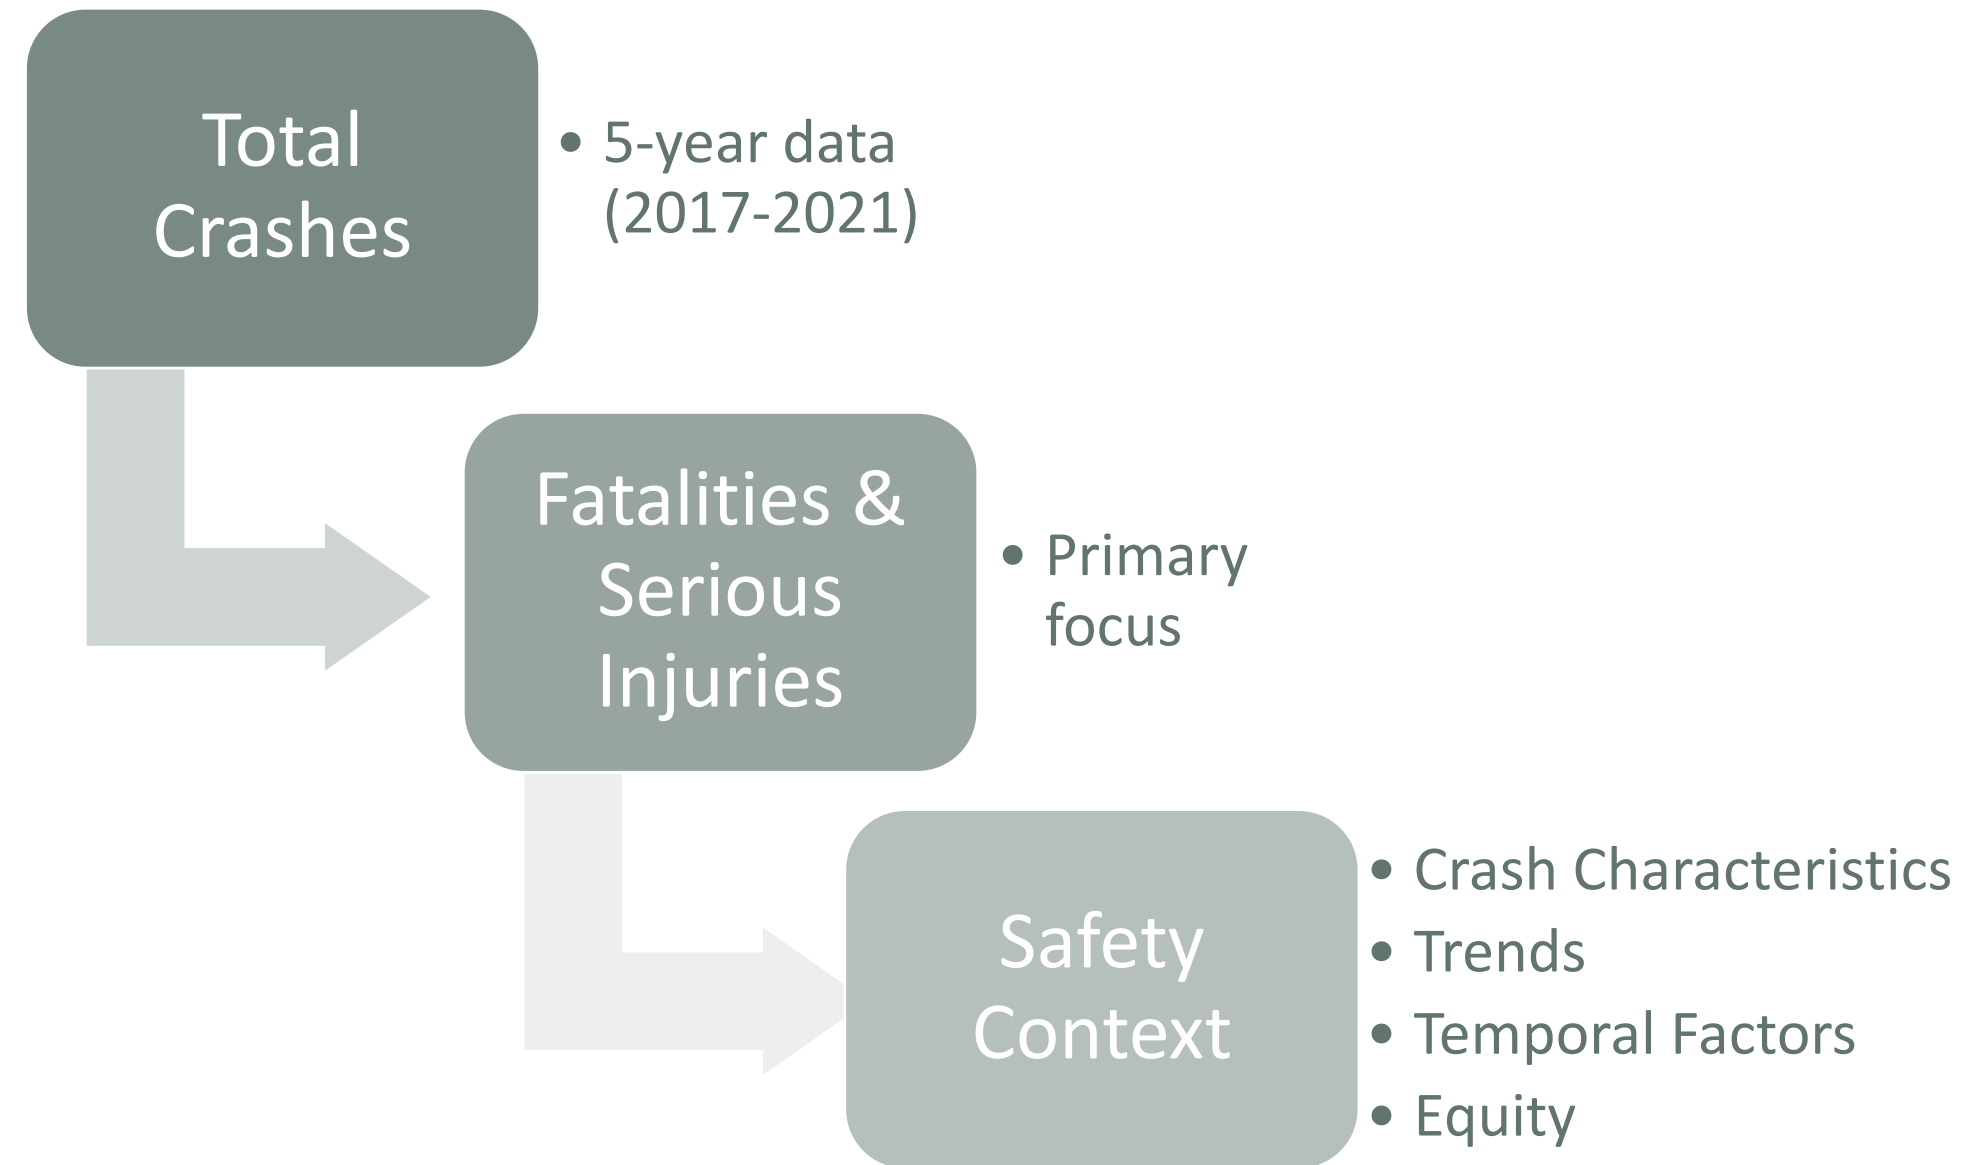 Total
Crashes
• 5-year data
(2017-2021)
Fatalities &
Serious
Injuries
• Primary
focus
Safety
Context
• Crash Characteristics
• Trends
• Temporal Factors
• Equity